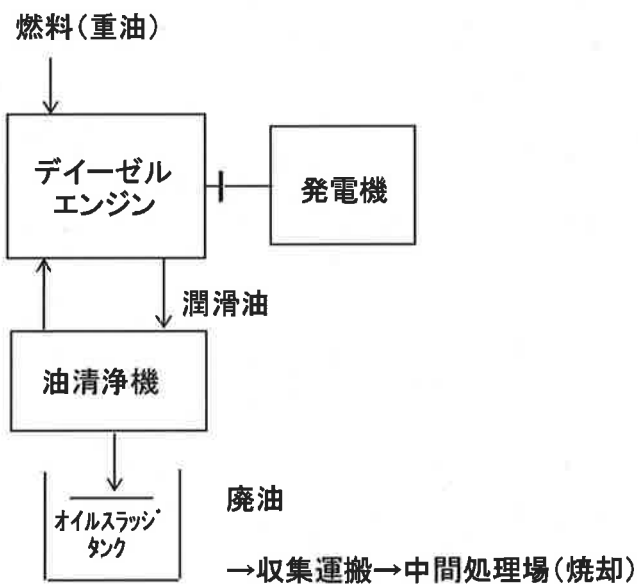 燃料(重油)
デイーゼル
エンジン
発電機
潤滑油
油清浄機
オイルスラッジ
タンク
廃油
→収集運搬→中間処理場(焼却)